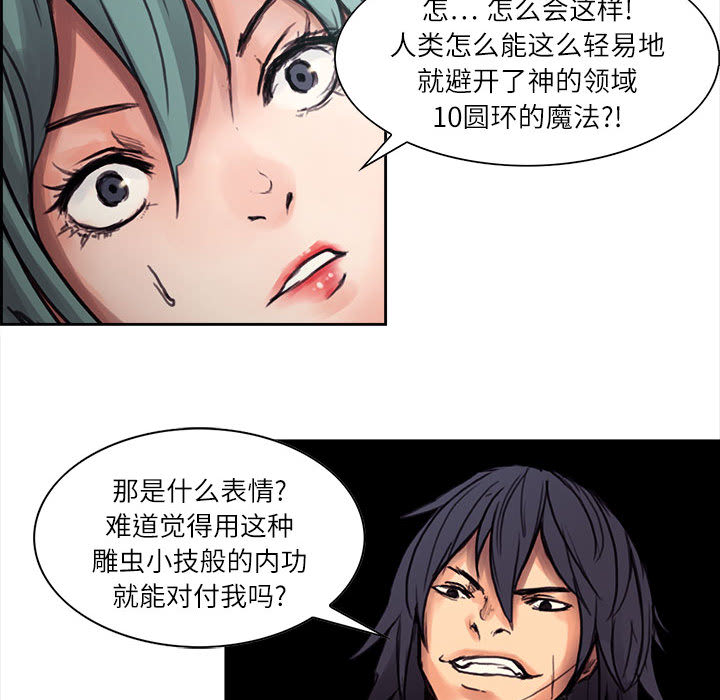 怎... 怎么会这样!
人类怎么能这么轻易地
就避开了神的领域
10圆环的魔法?!
那是什么表情?
难道觉得用这种
雕虫小技般的内功
就能对付我吗?